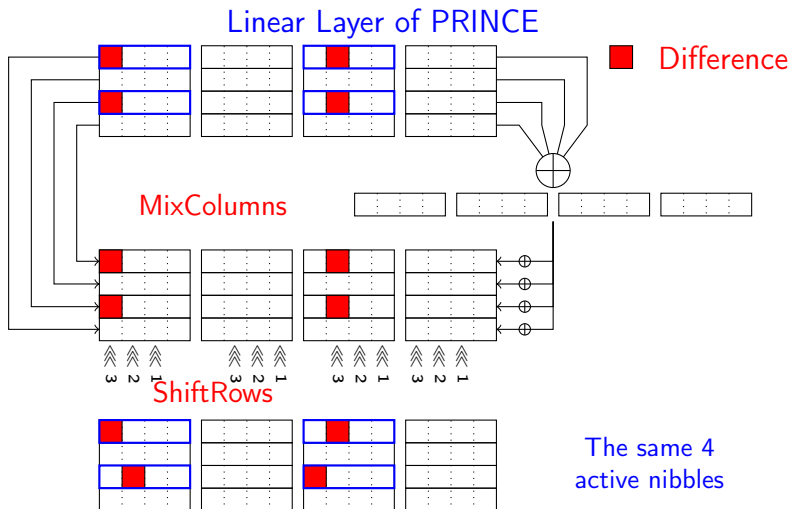 Linear Layer of PRINCE
Difference
MixColumns
3 2 1 3 2 1 3 2 1 3 2 1
ShiftRows
The same 4
active nibbles